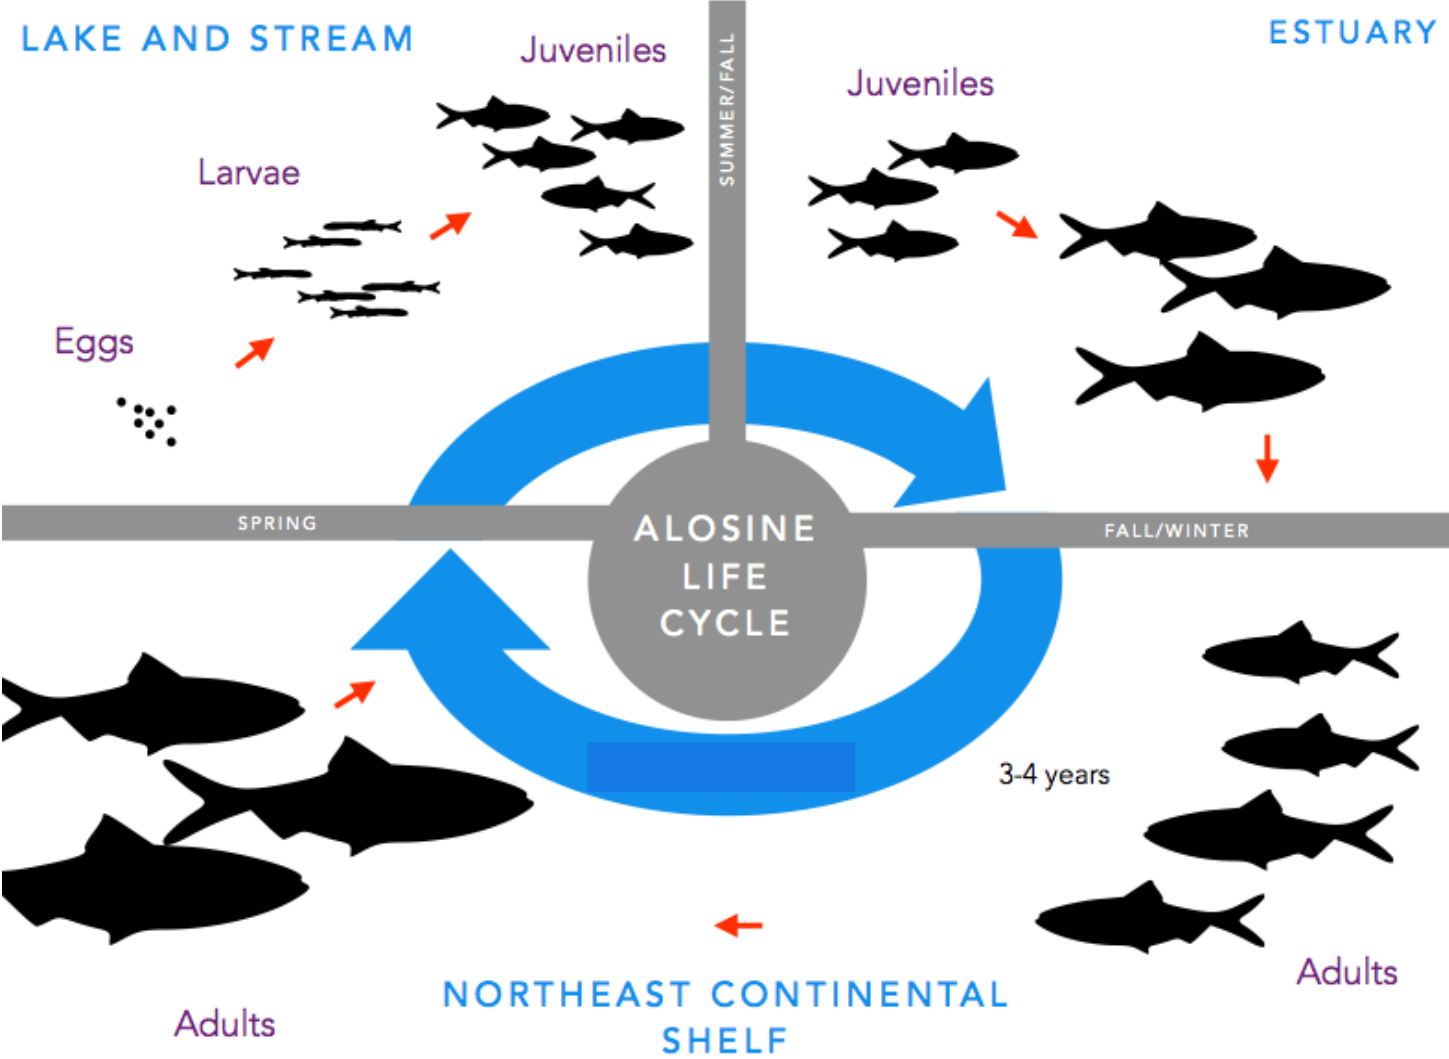 LAKE AND STREAM
Juveniles
SUMMER/FALL
ESTUARY
Juveniles
Larvae
Eggs
SPRING
ALOSINE
LIFE
CYCLE
FALL/WINTER
3-4 years
Adults
NORTHEAST CONTINENTAL
SHELF
Adults